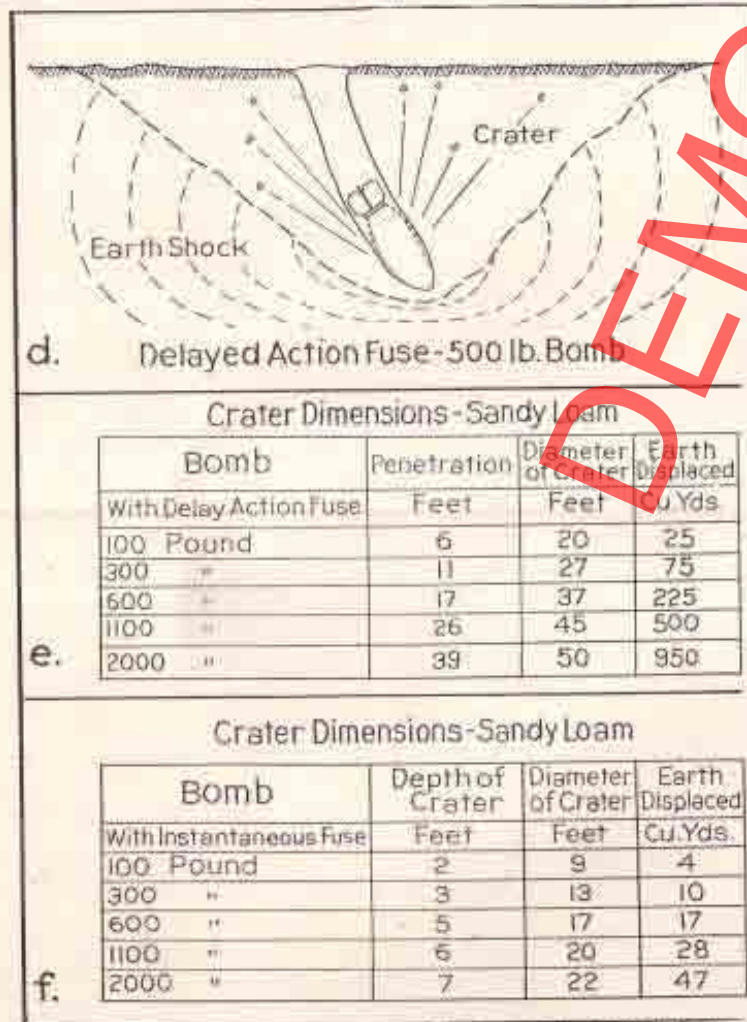 Crater
Earth Shock
d. Delayed Action Fuse-500 lb. Bomb
Crater Dimensions-Sandy Loam
Bomb Penetration Diameter of Crater Earth Displaced
With Delay Action Fuse Feet Feet Cu.Yds
100 Pound 6 20 25
300 " 11 27 75
600 " 17 37 225
1100 " 26 45 500
e. 2000 " 39 50 950
Crater Dimensions-Sandy Loam
Bomb Depth of Crater Diameter of Crater Earth Displaced
With Instantaneous Fuse Feet Feet Cu.Yds.
100 Pound 2 9 4
300 " 3 13 10
600 " 5 17 17
1100 " 6 20 28
f. 2000 " 7 22 47
DEMO